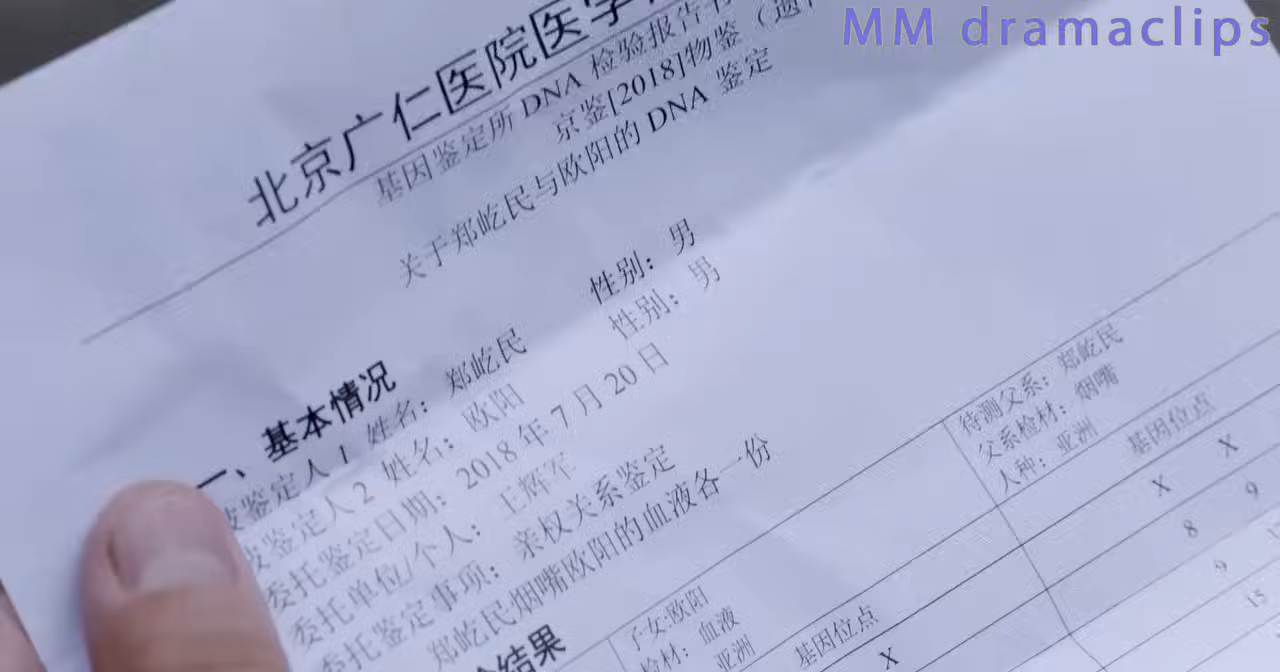 MM dramaclips
北京广仁医院医学
基因鉴定所 DNA 检验报告书
京鉴[2018]物鉴（遗
关于郑屹民与欧阳的 DNA 鉴定
一、基本情况
被鉴定人1 姓名：郑屹民 性别：男
被鉴定人2 姓名：欧阳 性别：男
委托鉴定日期：2018 年 7 月 20 日
委托单位/个人：王辉军
委托鉴定事项：亲权关系鉴定
郑屹民烟嘴欧阳的血液各一份
结果
子女:欧阳
检材：血液
亚洲
基因位点
X
待测父系：郑屹民
父系检材：烟嘴
人种：亚洲
基因位点
X X
8 9
9
15